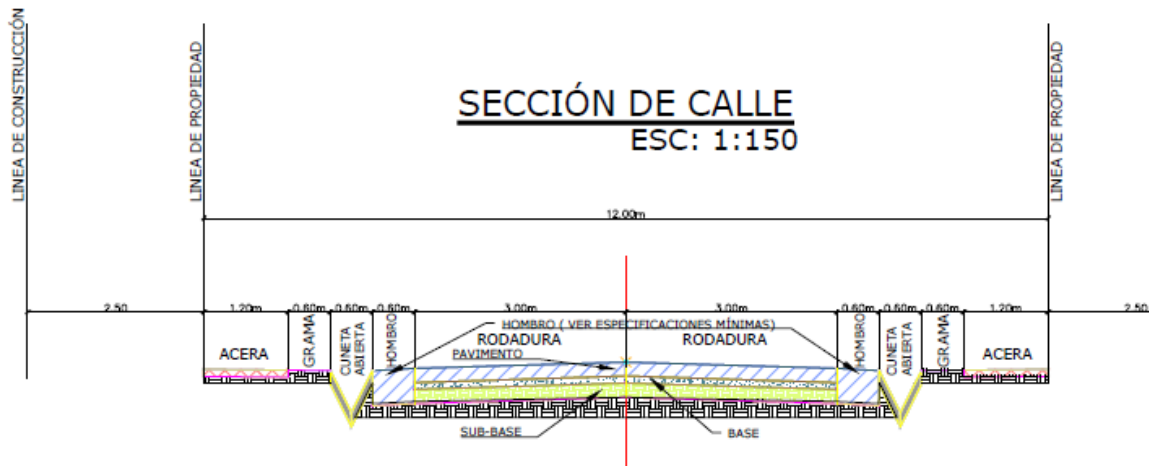 LINEA DE CONSTRUCCIÓN
LINEA DE PROPIEDAD
SECCIÓN DE CALLE
ESC: 1:150
LINEA DE PROPIEDAD
12.00m
2.50
1.20m
0.60m
0.60m
0.60m
3.00m
3.00m
0.60m
0.60m
0.60m
1.20m
2.50
ACERA
GRAMA
CUNETA
ABIERTA
HOMBRO
HOMBRO ( VER ESPECIFICACIONES MÍNIMAS)
RODADURA
RODADURA
PAVIMENTO
HOMBRO
CUNETA
ABIERTA
GRAMA
ACERA
SUB-BASE
BASE